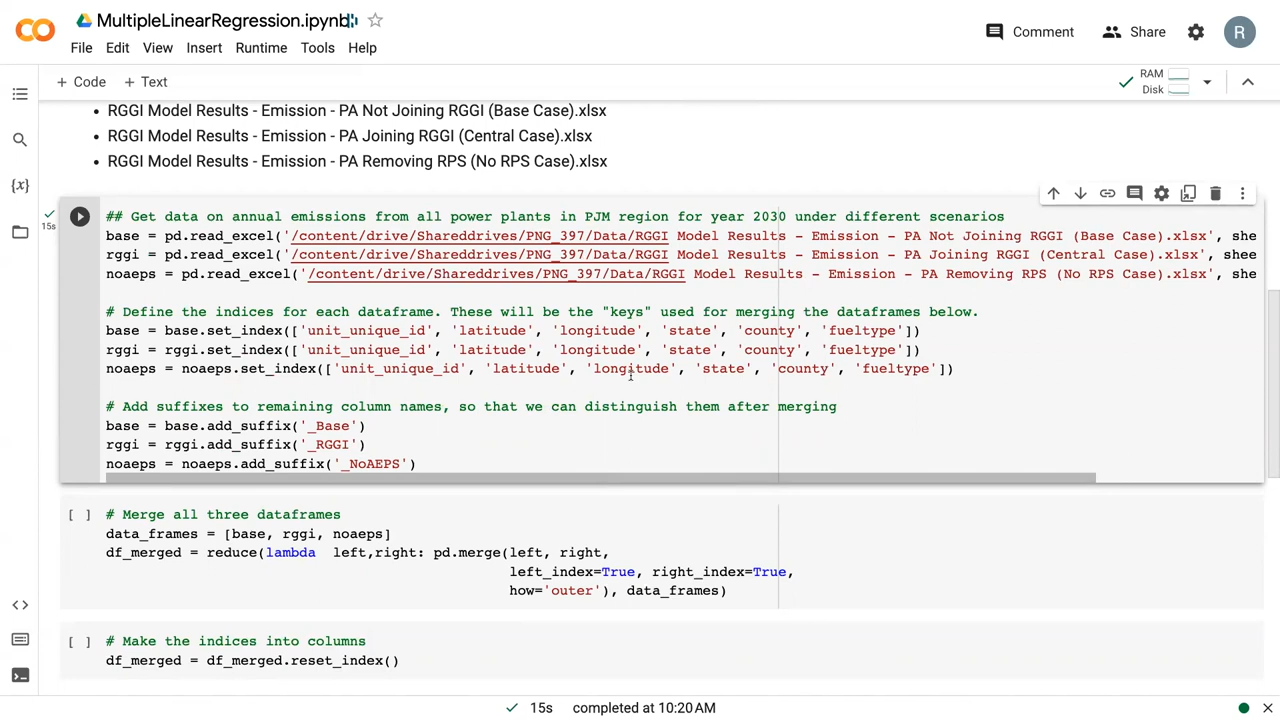 MultipleLinearRegression.ipynb
File Edit View Insert Runtime Tools Help
Comment Share R
+ Code + Text
RAM
Disk
• RGGI Model Results - Emission - PA Not Joining RGGI (Base Case).xlsx
• RGGI Model Results - Emission - PA Joining RGGI (Central Case).xlsx
• RGGI Model Results - Emission - PA Removing RPS (No RPS Case).xlsx
15s
## Get data on annual emissions from all power plants in PJM region for year 2030 under different scenarios
base = pd.read_excel('/content/drive/Shareddrives/PNG_397/Data/RGGI Model Results - Emission - PA Not Joining RGGI (Base Case).xlsx', she
rggi = pd.read_excel('/content/drive/Shareddrives/PNG_397/Data/RGGI Model Results - Emission - PA Joining RGGI (Central Case).xlsx', shee
noaeps = pd.read_excel('/content/drive/Shareddrives/PNG_397/Data/RGGI Model Results - Emission - PA Removing RPS (No RPS Case).xlsx', she
# Define the indices for each dataframe. These will be the "keys" used for merging the dataframes below.
base = base.set_index(['unit_unique_id', 'latitude', 'longitude', 'state', 'county', 'fueltype'])
rggi = rggi.set_index(['unit_unique_id', 'latitude', 'longitude', 'state', 'county', 'fueltype'])
noaeps = noaeps.set_index(['unit_unique_id', 'latitude', 'longitude', 'state', 'county', 'fueltype'])
# Add suffixes to remaining column names, so that we can distinguish them after merging
base = base.add_suffix('_Base')
rggi = rggi.add_suffix('_RGGI')
noaeps = noaeps.add_suffix('_NoAEPS')
[ ] # Merge all three dataframes
data_frames = [base, rggi, noaeps]
df_merged = reduce(lambda left,right: pd.merge(left, right,
left_index=True, right_index=True,
how='outer'), data_frames)
[ ] # Make the indices into columns
df_merged = df_merged.reset_index()
15s completed at 10:20 AM